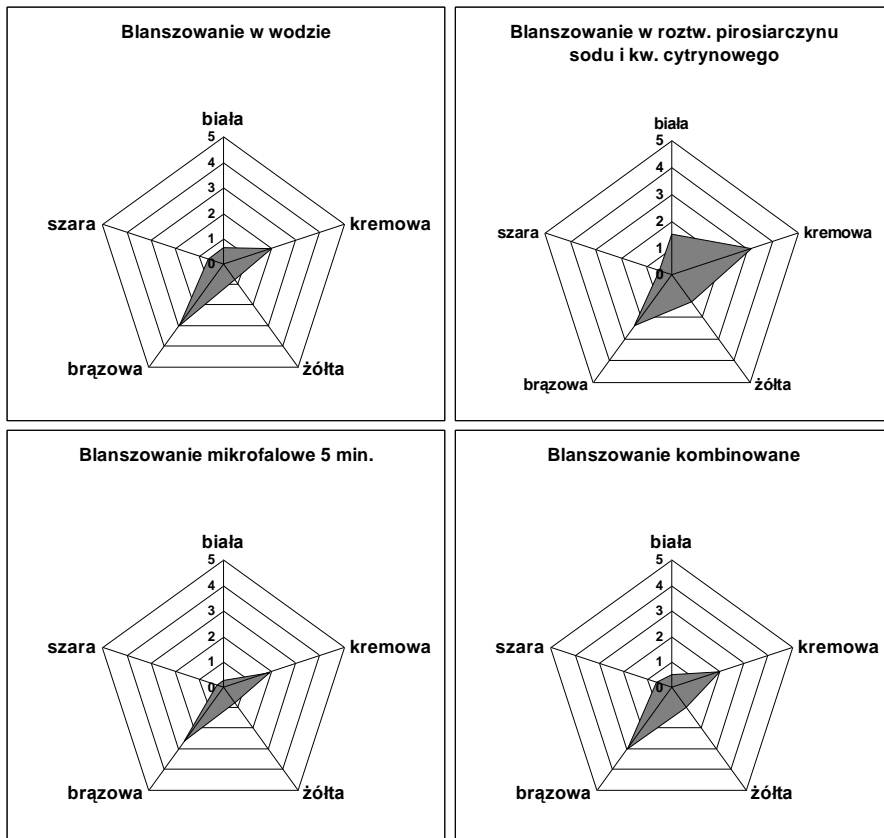 Blanszowanie w wodzie
biała
5
4
3
2
1
0
szara
kremowa
brązowa
żółta
Blanszowanie w roztw. pirosiarczynu
sodu i kw. cytrynowego
biała
5
4
3
2
1
0
szara
kremowa
brązowa
żółta
Blanszowanie mikrofalowe 5 min.
biała
5
4
3
2
1
0
szara
kremowa
brązowa
żółta
Blanszowanie kombinowane
biała
5
4
3
2
1
0
szara
kremowa
brązowa
żółta